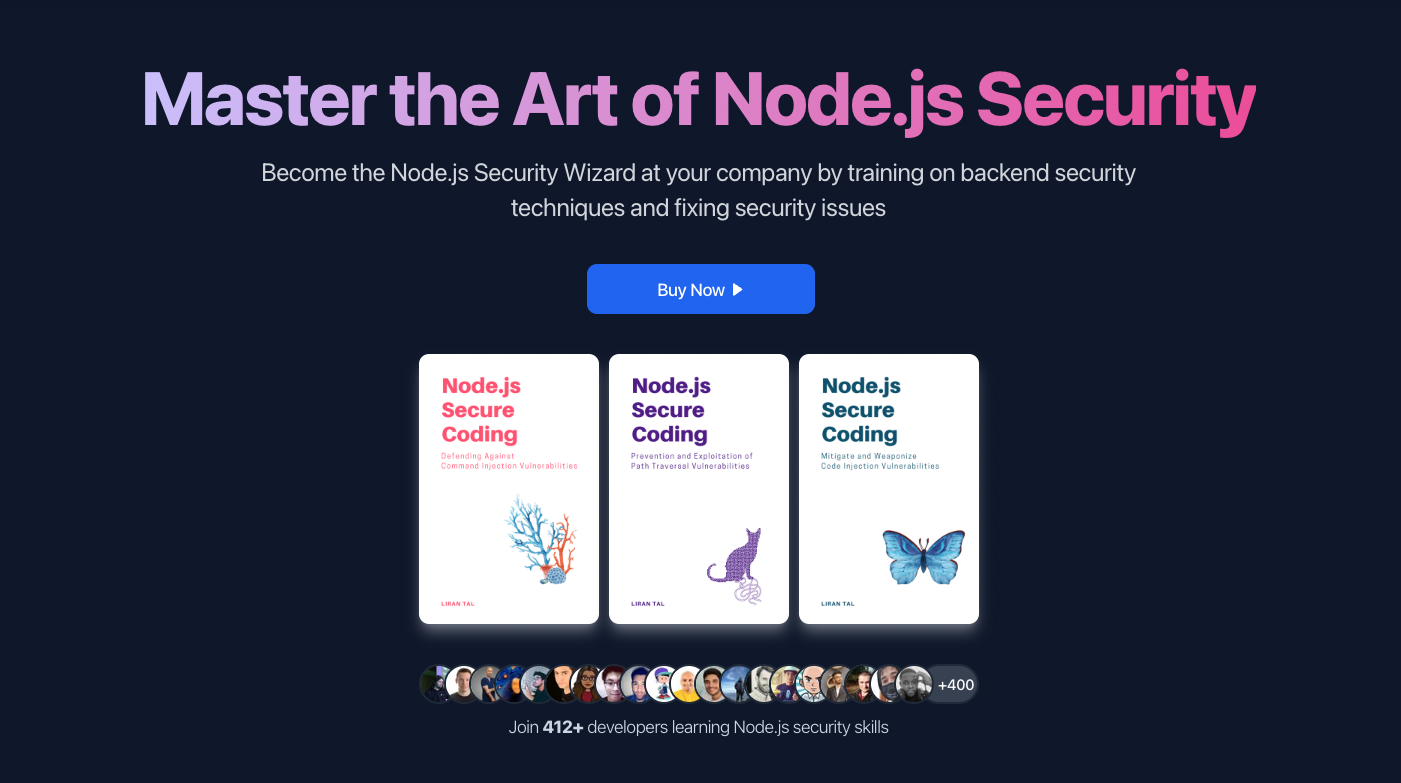 Master the Art of Node.js Security
Become the Node.js Security Wizard at your company by training on backend security
techniques and fixing security issues
Buy Now
Node.js
Secure
Coding
Defending Against
Command Injection Vulnerabilities
LIRAN TAL
Node.js
Secure
Coding
Prevention and Exploitation of
Path Traversal Vulnerabilities
LIRAN TAL
Node.js
Secure
Coding
Mitigate and Weaponize
Code Injection Vulnerabilities
LIRAN TAL
+400
Join 412+ developers learning Node.js security skills